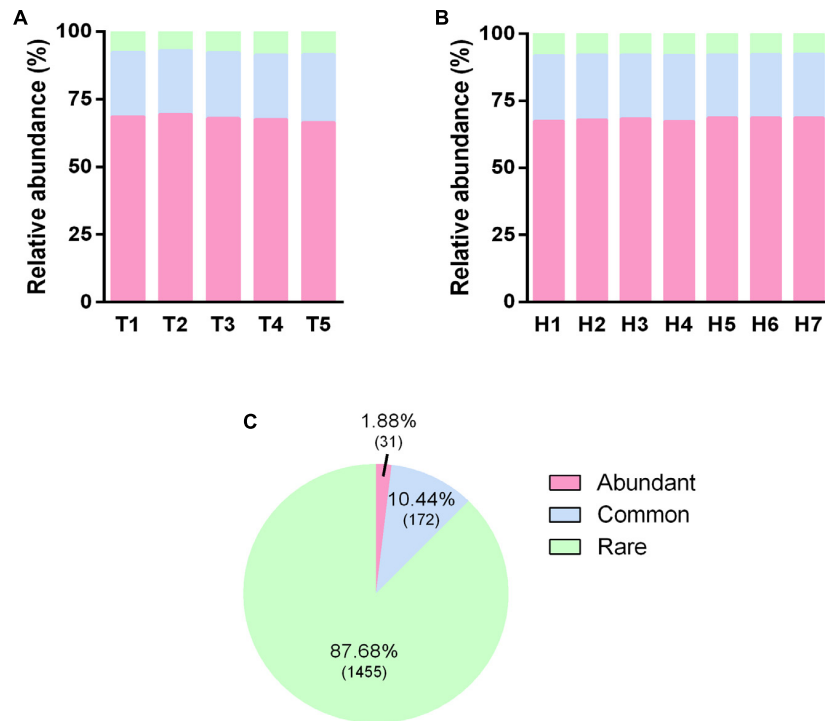 A
Relative abundance (%)
100
75
50
25
0
T1 T2 T3 T4 T5
B
Relative abundance (%)
100
75
50
25
0
H1 H2 H3 H4 H5 H6 H7
C
1.88%
(31)
10.44%
(172)
87.68%
(1455)
Abundant
Common
Rare